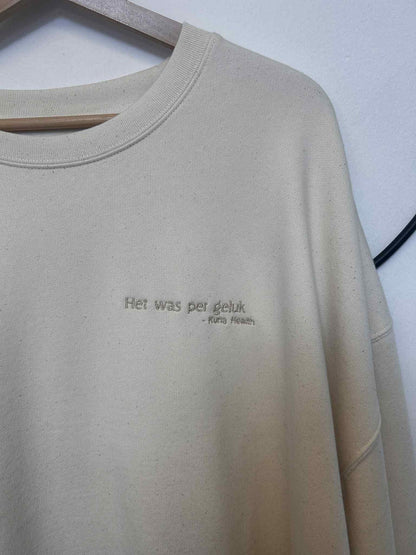 Het was per geluk
- Kuna Health